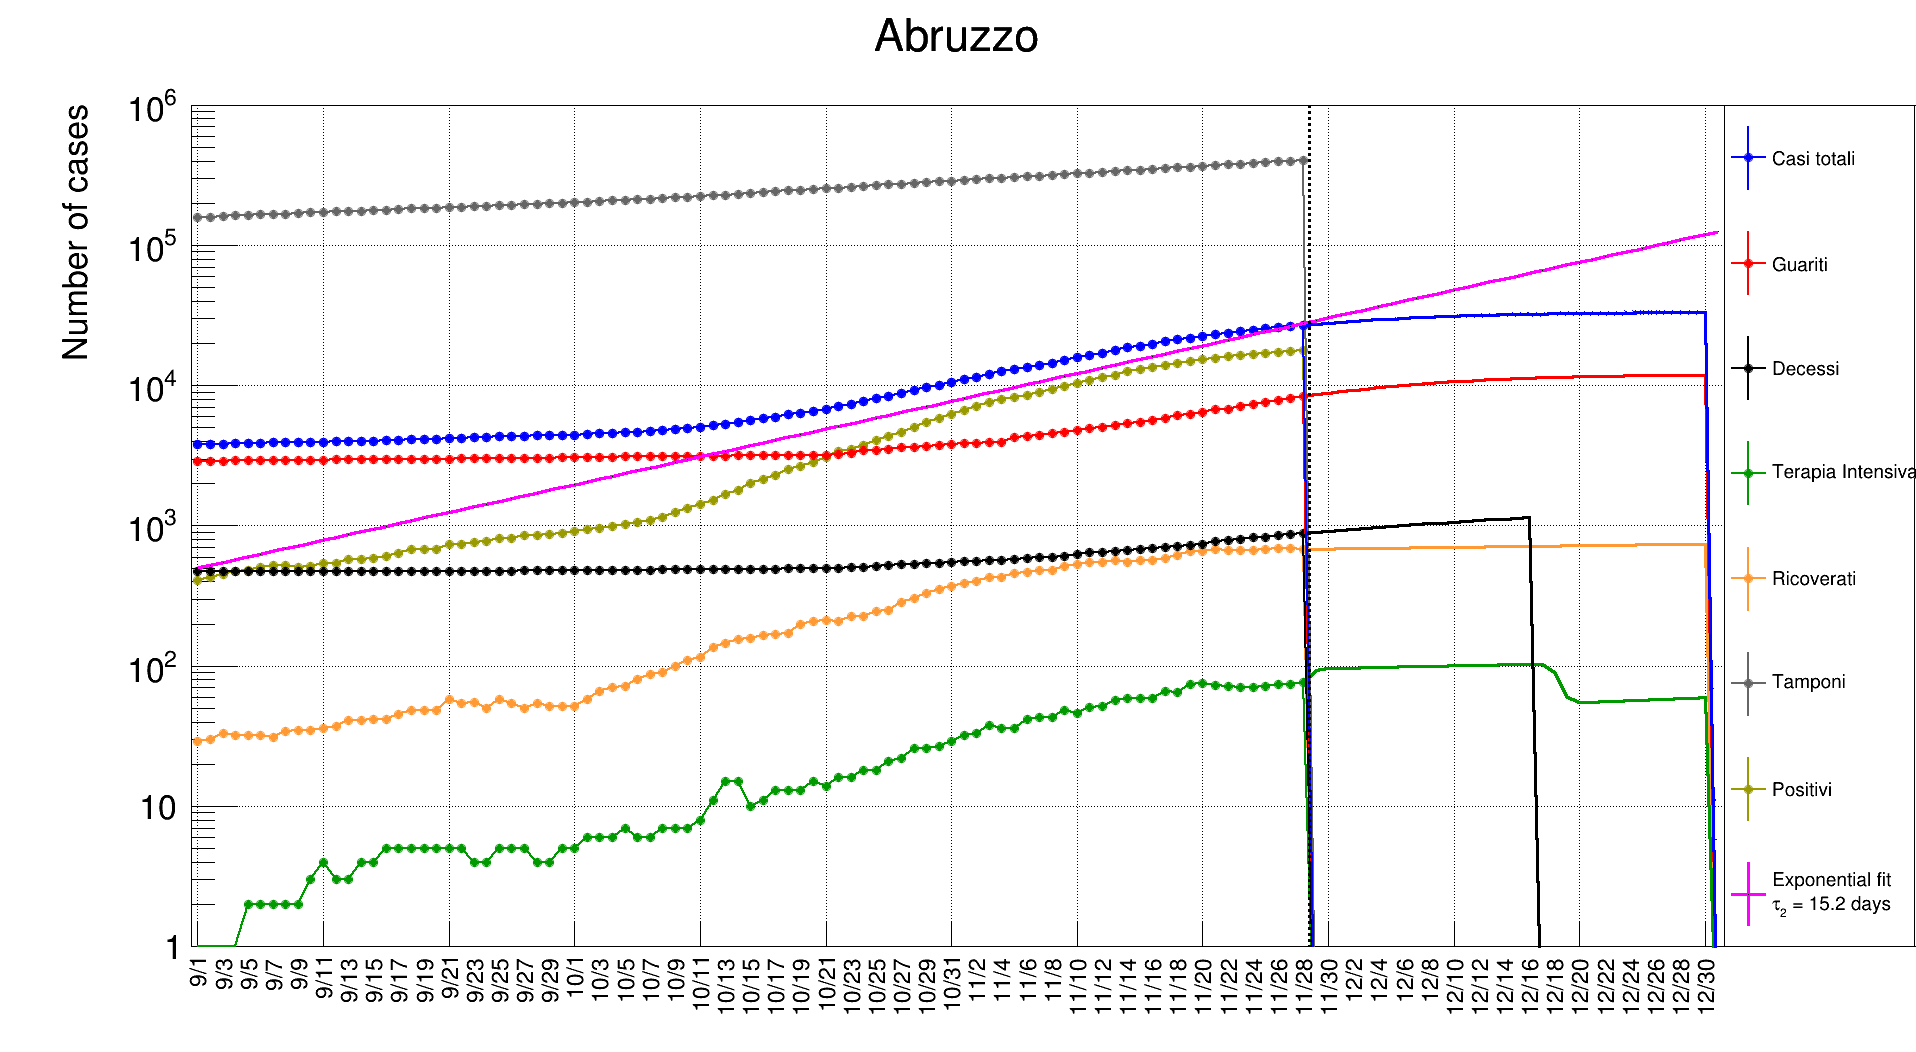 Abruzzo
Number of cases
10^6
10^5
10^4
10^3
10^2
10
1
9/1 9/3 9/5 9/7 9/9 9/11 9/13 9/15 9/17 9/19 9/21 9/23 9/25 9/27 9/29 10/1 10/3 10/5 10/7 10/9 10/11 10/13 10/15 10/17 10/19 10/21 10/23 10/25 10/27 10/29 10/31 11/2 11/4 11/6 11/8 11/10 11/12 11/14 11/16 11/18 11/20 11/22 11/24 11/26 11/28 11/30 12/2 12/4 12/6 12/8 12/10 12/12 12/14 12/16 12/18 12/20 12/22 12/24 12/26 12/28 12/30
Casi totali
Guariti
Decessi
Terapia Intensiva
Ricoverati
Tamponi
Positivi
Exponential fit
τ₂ = 15.2 days